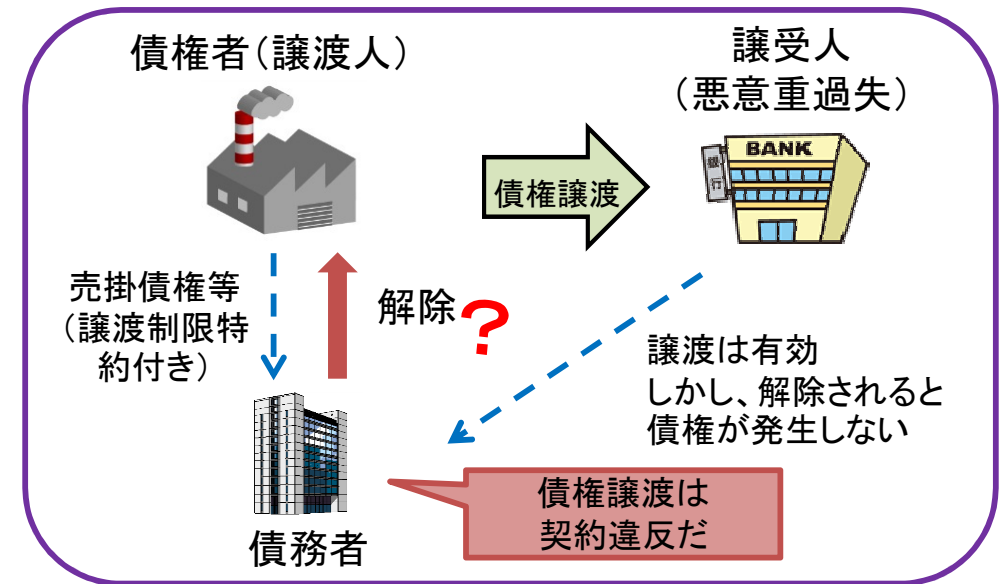 債権者（譲渡人）
譲受人
（悪意重過失）
BANK
銀行
債権譲渡
売掛債権等
（譲渡制限特
約付き）
解除
?
譲渡は有効
しかし、解除されると
債権が発生しない
債権譲渡は
契約違反だ
債務者